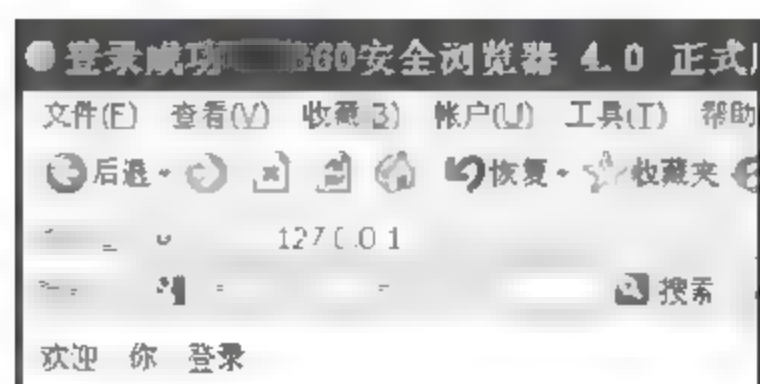 登录成功 360安全浏览器 4.0 正式
文件(F) 查看(V) 收藏(B) 帐户(U) 工具(T) 帮助
后退 恢复 收藏夹
127.0.0.1
搜索
欢迎 你 登录